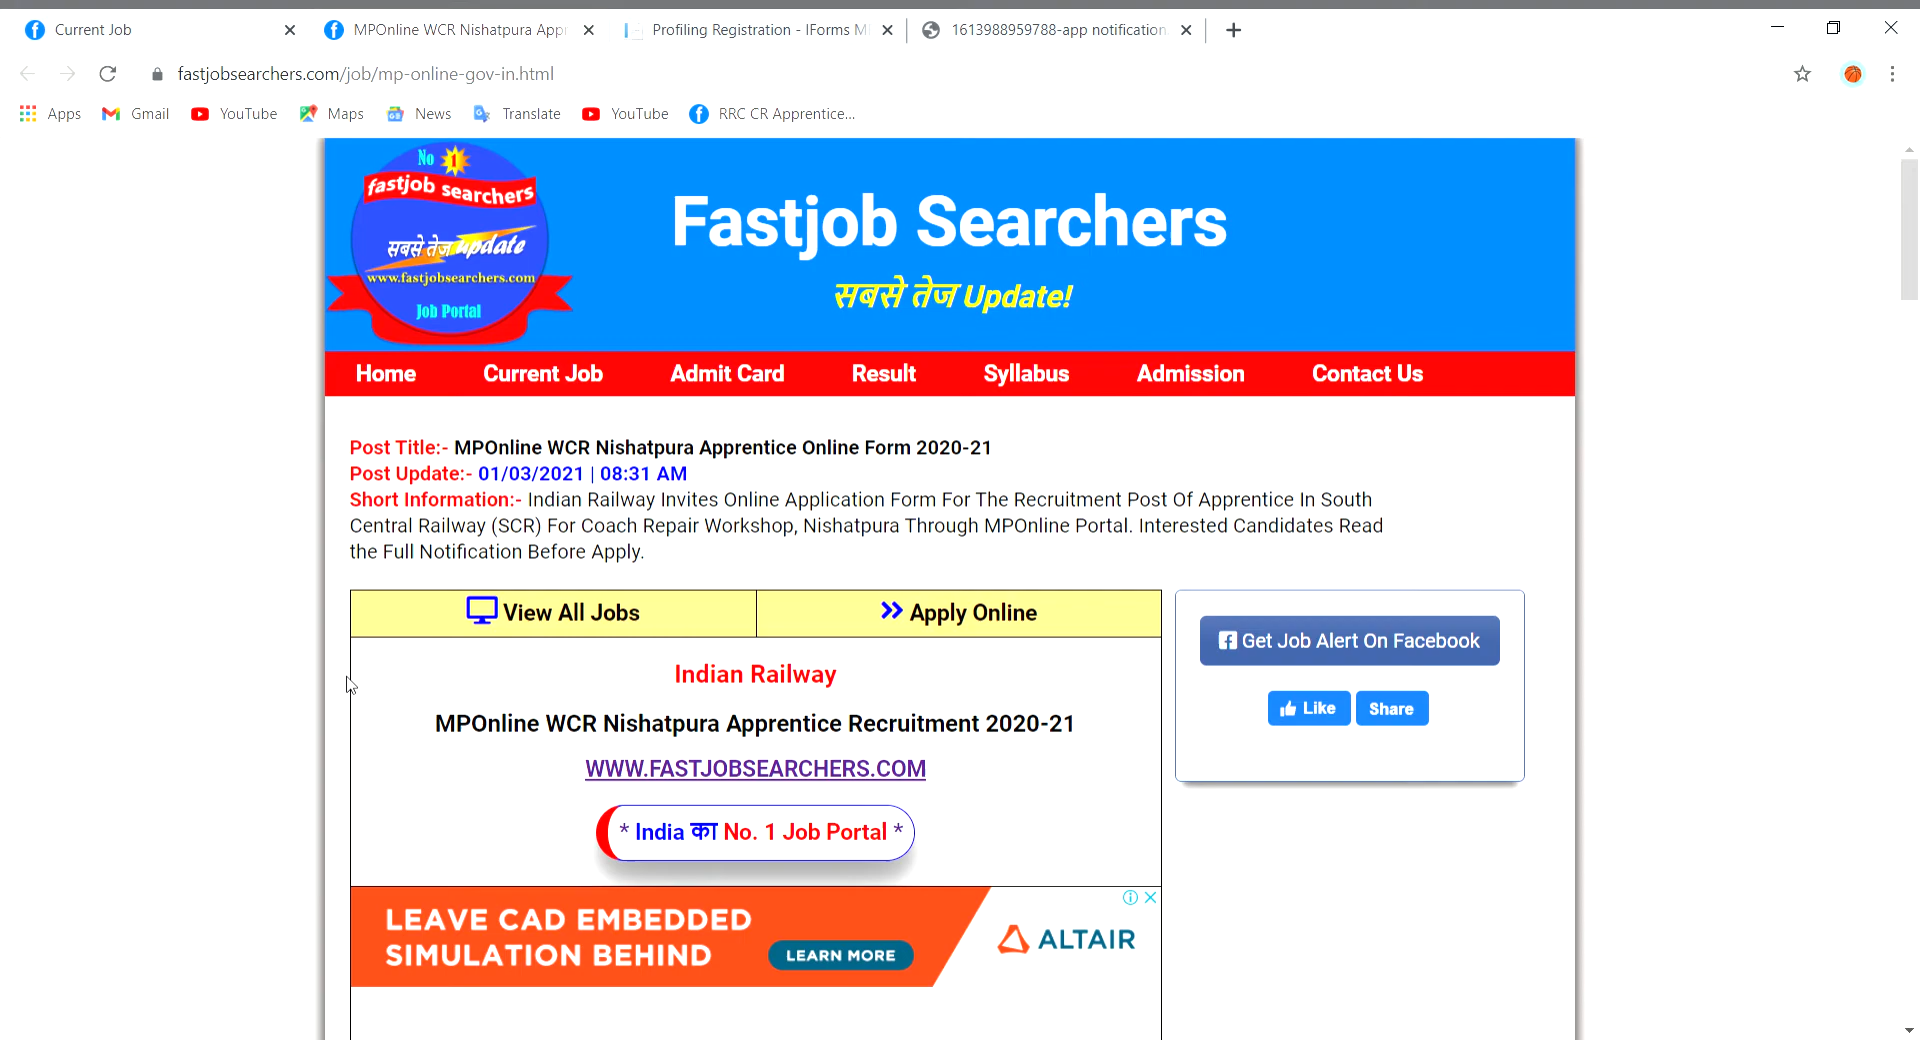 Current Job
MPOnline WCR Nishatpura Appr
Profiling Registration - IForms M
1613988959788-app notification
fastjobsearchers.com/job/mp-online-gov-in.html
Apps Gmail YouTube Maps News Translate YouTube RRC CR Apprentice...
No 1
fastjob searchers
सबसे तेज update
www.fastjobsearchers.com
Job Portal
Fastjob Searchers
सबसे तेज Update!
Home Current Job Admit Card Result Syllabus Admission Contact Us
Post Title:- MPOnline WCR Nishatpura Apprentice Online Form 2020-21
Post Update:- 01/03/2021 | 08:31 AM
Short Information:- Indian Railway Invites Online Application Form For The Recruitment Post Of Apprentice In South
Central Railway (SCR) For Coach Repair Workshop, Nishatpura Through MPOnline Portal. Interested Candidates Read
the Full Notification Before Apply.
View All Jobs Apply Online
Get Job Alert On Facebook
Like Share
Indian Railway
MPOnline WCR Nishatpura Apprentice Recruitment 2020-21
WWW.FASTJOBSEARCHERS.COM
* India का No. 1 Job Portal *
LEAVE CAD EMBEDDED
SIMULATION BEHIND
LEARN MORE
ALTAIR